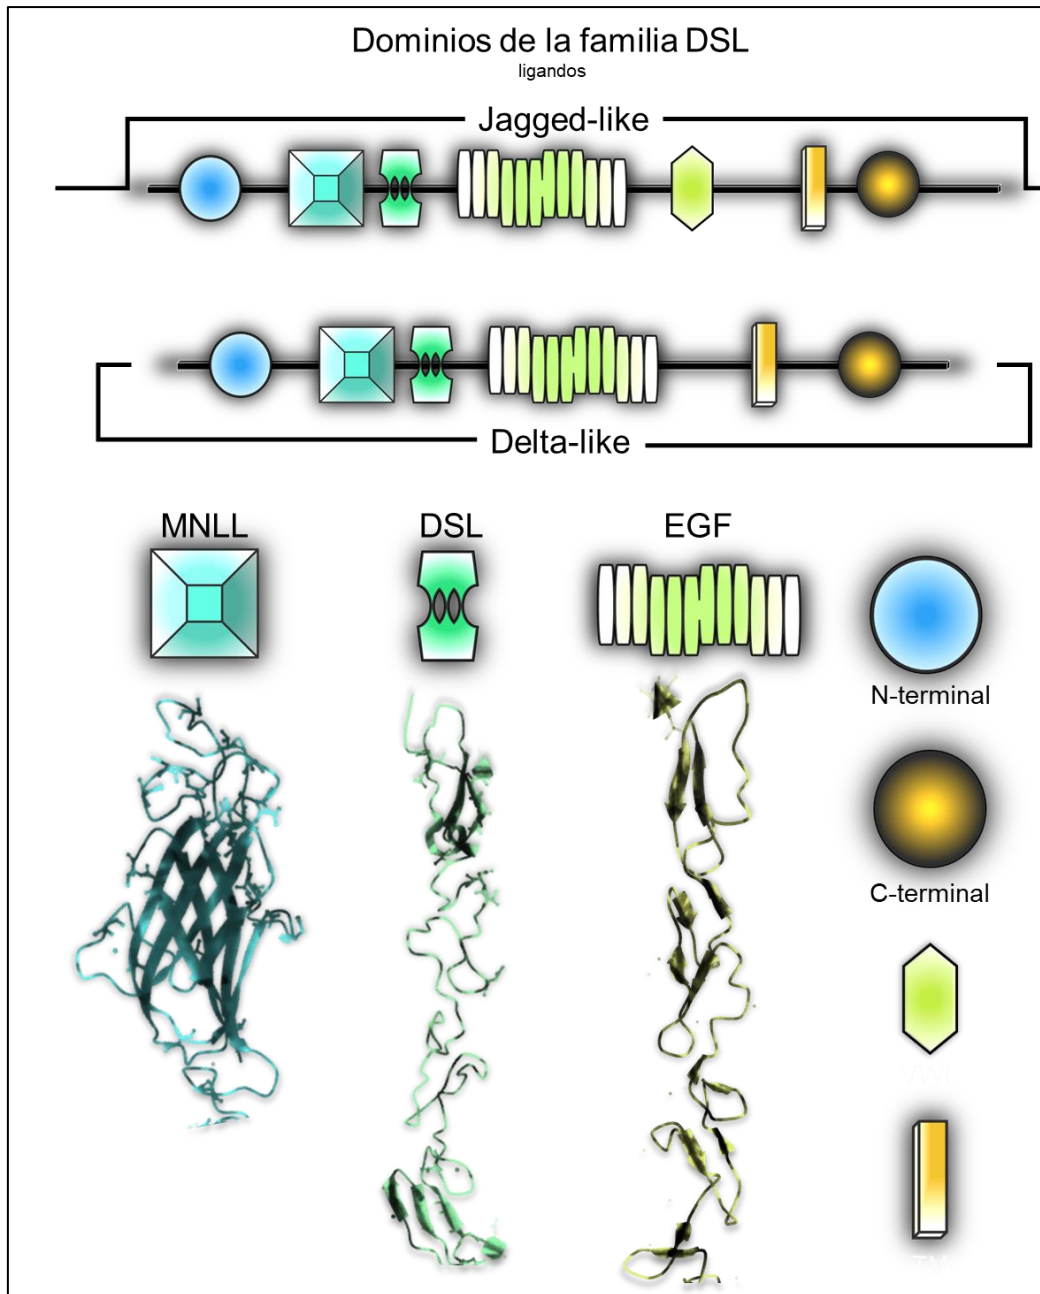 Dominios de la familia DSL
ligandos
Jagged-like
Delta-like
MNLL
DSL
EGF
N-terminal
C-terminal